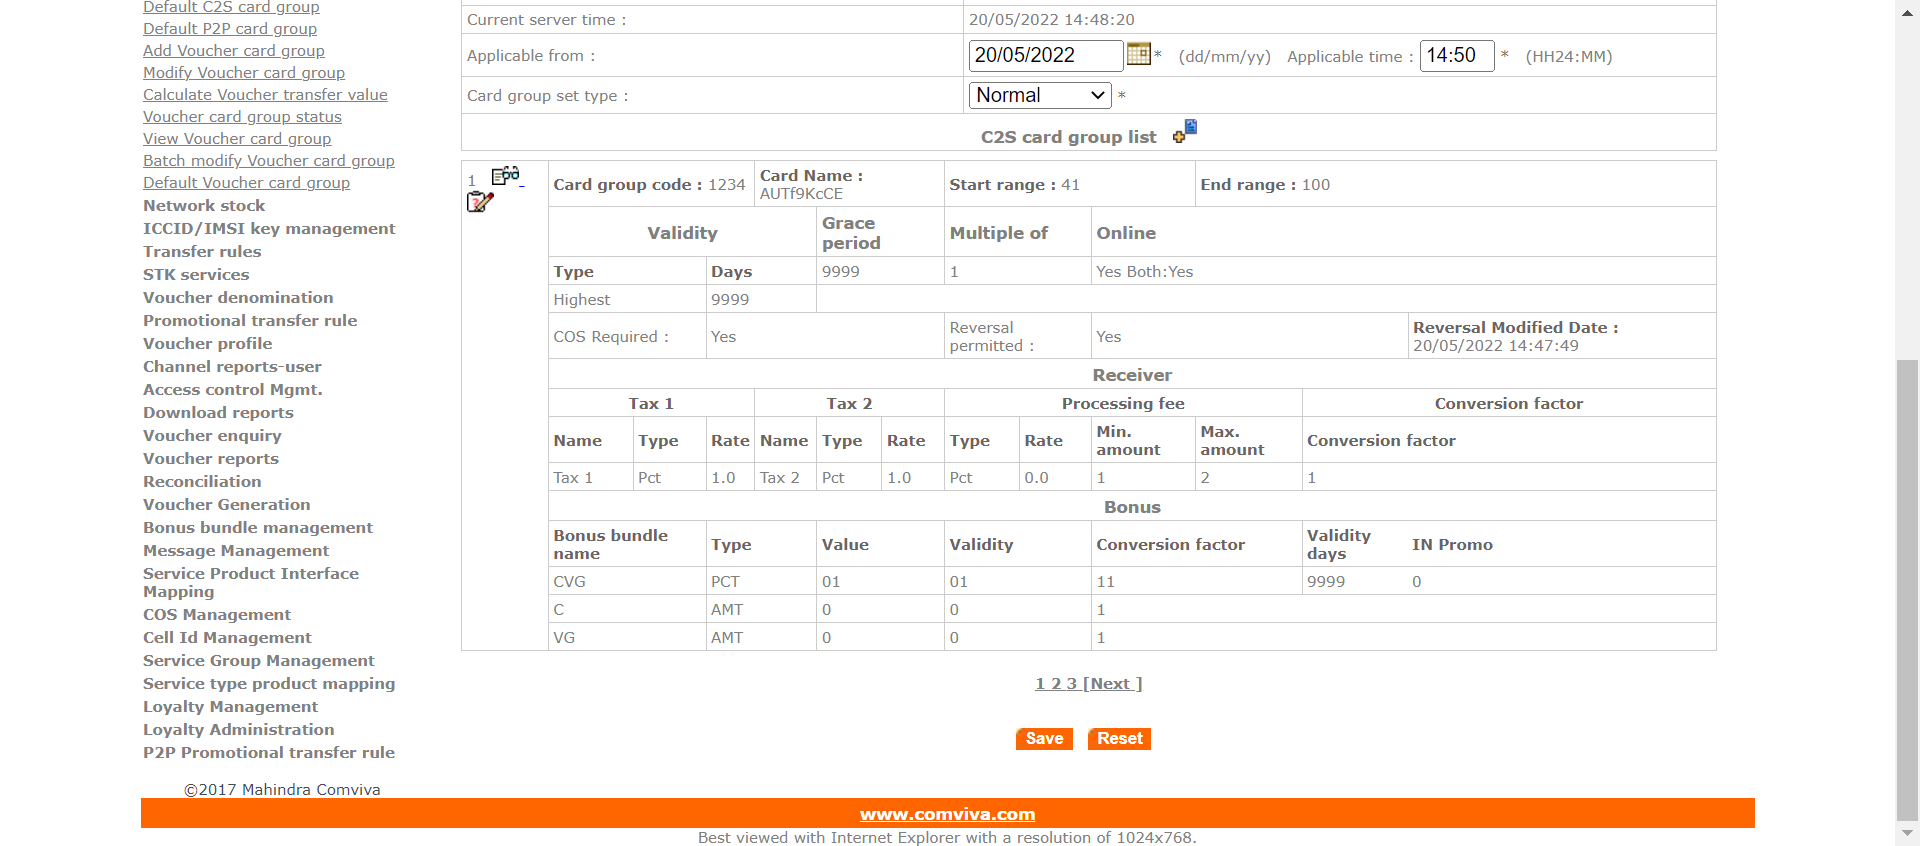 Default C2S card group
Default P2P card group
Add Voucher card group
Modify Voucher card group
Calculate Voucher transfer value
Voucher card group status
View Voucher card group
Batch modify Voucher card group
Default Voucher card group
Network stock
ICCID/IMSI key management
Transfer rules
STK services
Voucher denomination
Promotional transfer rule
Voucher profile
Channel reports-user
Access control Mgmt.
Download reports
Voucher enquiry
Voucher reports
Reconciliation
Voucher Generation
Bonus bundle management
Message Management
Service Product Interface
Mapping
COS Management
Cell Id Management
Service Group Management
Service type product mapping
Loyalty Management
Loyalty Administration
P2P Promotional transfer rule
©2017 Mahindra Comviva
Current server time : 20/05/2022 14:48:20
Applicable from : 20/05/2022 * (dd/mm/yy) Applicable time : 14:50 * (HH24:MM)
Card group set type : Normal *
C2S card group list
1 Card group code : 1234 Card Name : AUTf9KcCE Start range : 41 End range : 100
Validity Grace period Multiple of Online
Type Days 9999 1 Yes Both:Yes
Highest 9999
COS Required : Yes Reversal permitted : Yes Reversal Modified Date : 20/05/2022 14:47:49
Receiver
Tax 1 Tax 2 Processing fee Conversion factor
Name Type Rate Name Type Rate Type Rate Min. amount Max. amount Conversion factor
Tax 1 Pct 1.0 Tax 2 Pct 1.0 Pct 0.0 1 2 1
Bonus
Bonus bundle name Type Value Validity Conversion factor Validity days IN Promo
CVG PCT 01 01 11 9999 0
C AMT 0 0 1
VG AMT 0 0 1
1 2 3 [Next ]
Save Reset
www.comviva.com
Best viewed with Internet Explorer with a resolution of 1024x768.